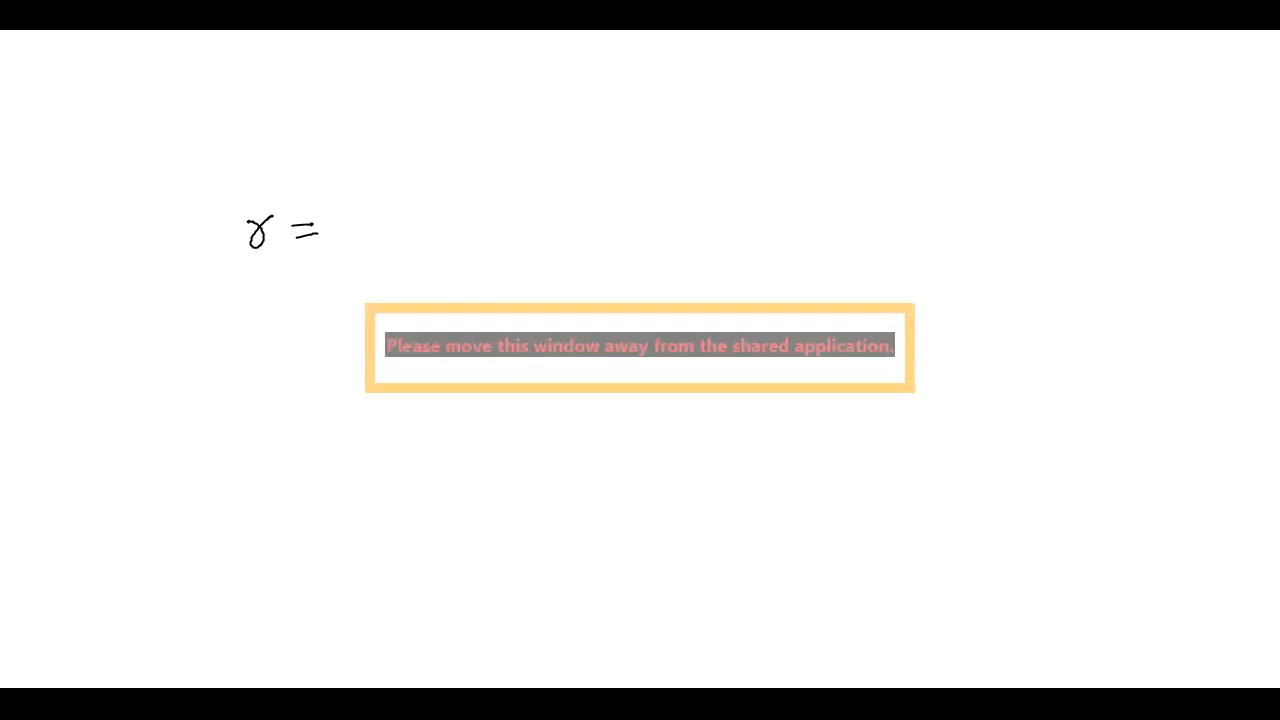 γ =
Please move this window away from the shared application.